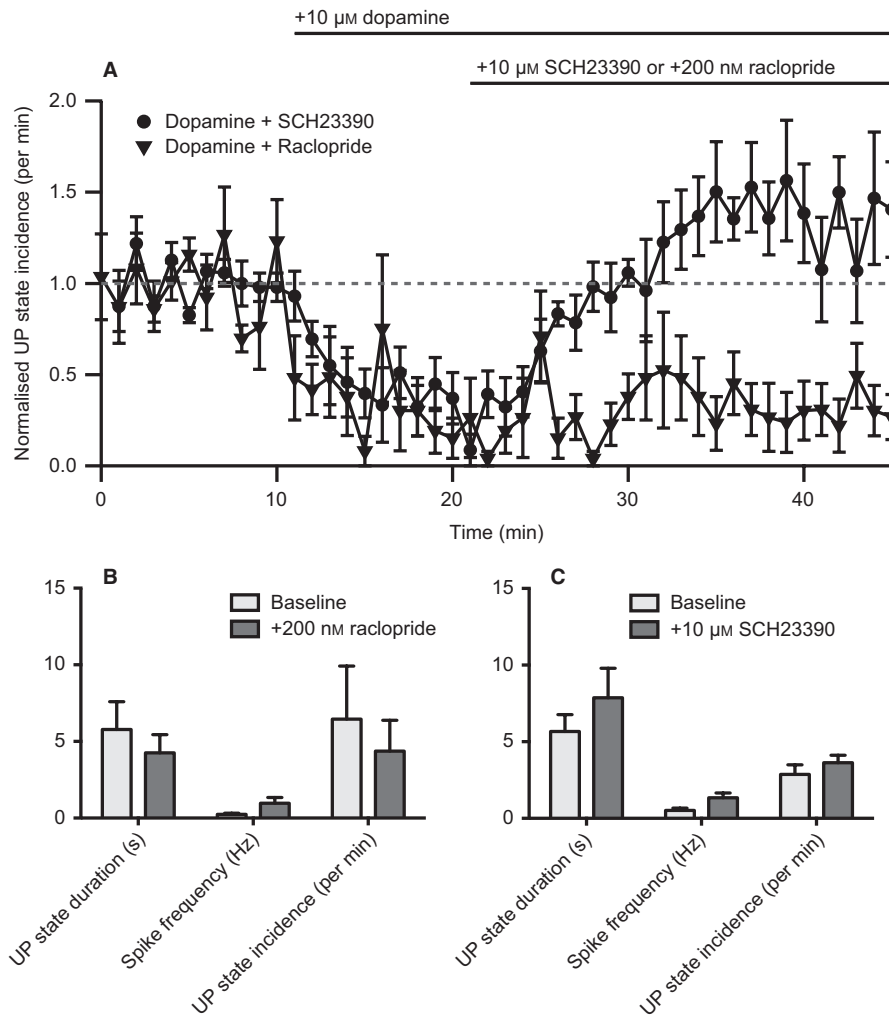 +10 µM dopamine
+10 µM SCH23390 or +200 nM raclopride
A
Normalised UP state incidence (per min)
2.0
1.5
1.0
0.5
0.0
Dopamine + SCH23390
Dopamine + Raclopride
0
10
20
30
40
Time (min)
B
15
10
5
0
Baseline
+200 nM raclopride
UP state duration (s)
Spike frequency (Hz)
UP state incidence (per min)
C
15
10
5
0
Baseline
+10 µM SCH23390
UP state duration (s)
Spike frequency (Hz)
UP state incidence (per min)